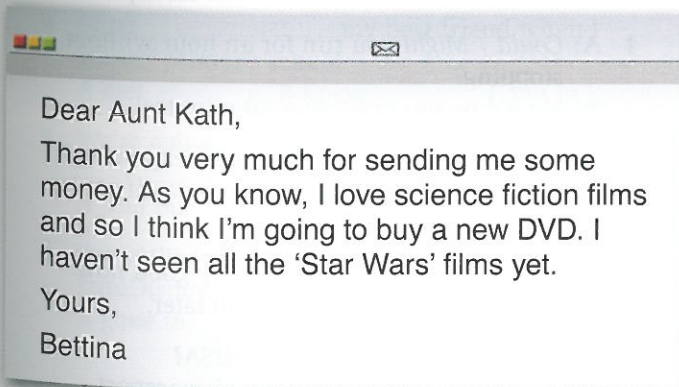 Dear Aunt Kath,
Thank you very much for sending me some
money. As you know, I love science fiction films
and so I think I'm going to buy a new DVD. I
haven't seen all the ‘Star Wars’ films yet.
Yours,
Bettina